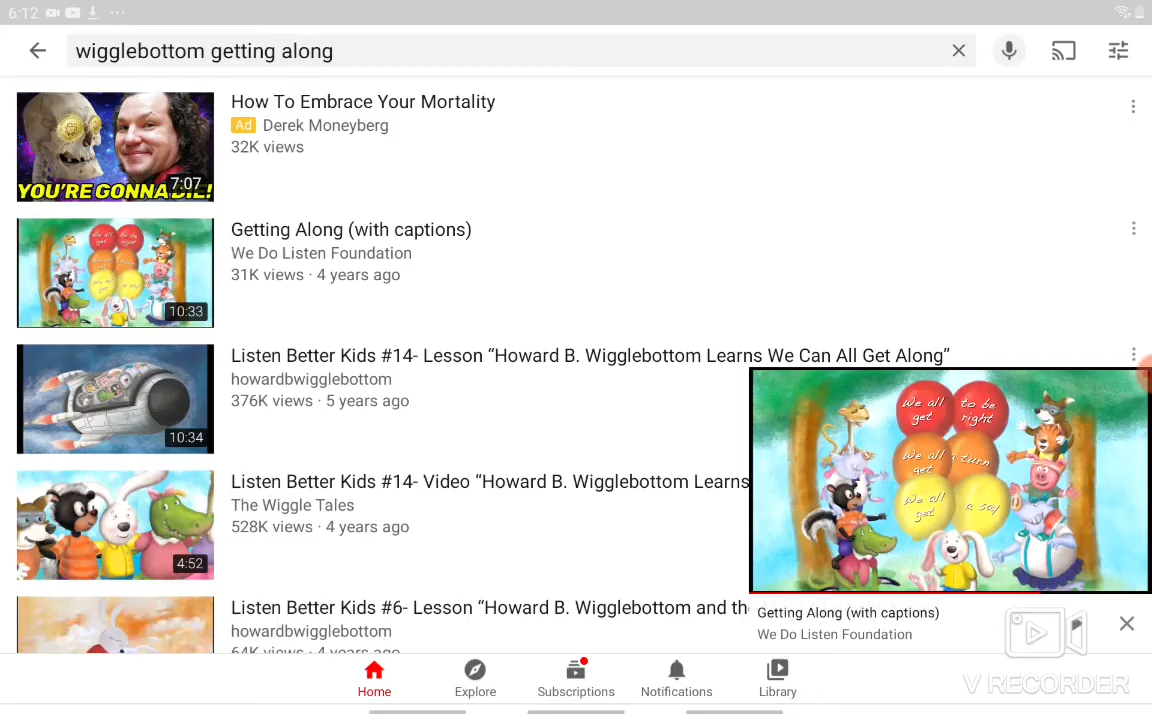 6:12
wigglebottom getting along
How To Embrace Your Mortality
Ad Derek Moneyberg
32K views
YOU'RE GONNA DIE!
7:07
Getting Along (with captions)
We Do Listen Foundation
31K views · 4 years ago
10:33
Listen Better Kids #14- Lesson “Howard B. Wigglebottom Learns We Can All Get Along”
howardbwigglebottom
376K views · 5 years ago
10:34
Listen Better Kids #14- Video “Howard B. Wigglebottom Learns
The Wiggle Tales
528K views · 4 years ago
4:52
We all get
to be right
We all get
a turn
We all get
a say
Listen Better Kids #6- Lesson “Howard B. Wigglebottom and th
howardbwigglebottom
64K views · 4 years ago
Getting Along (with captions)
We Do Listen Foundation
V RECORDER
Home Explore Subscriptions Notifications Library